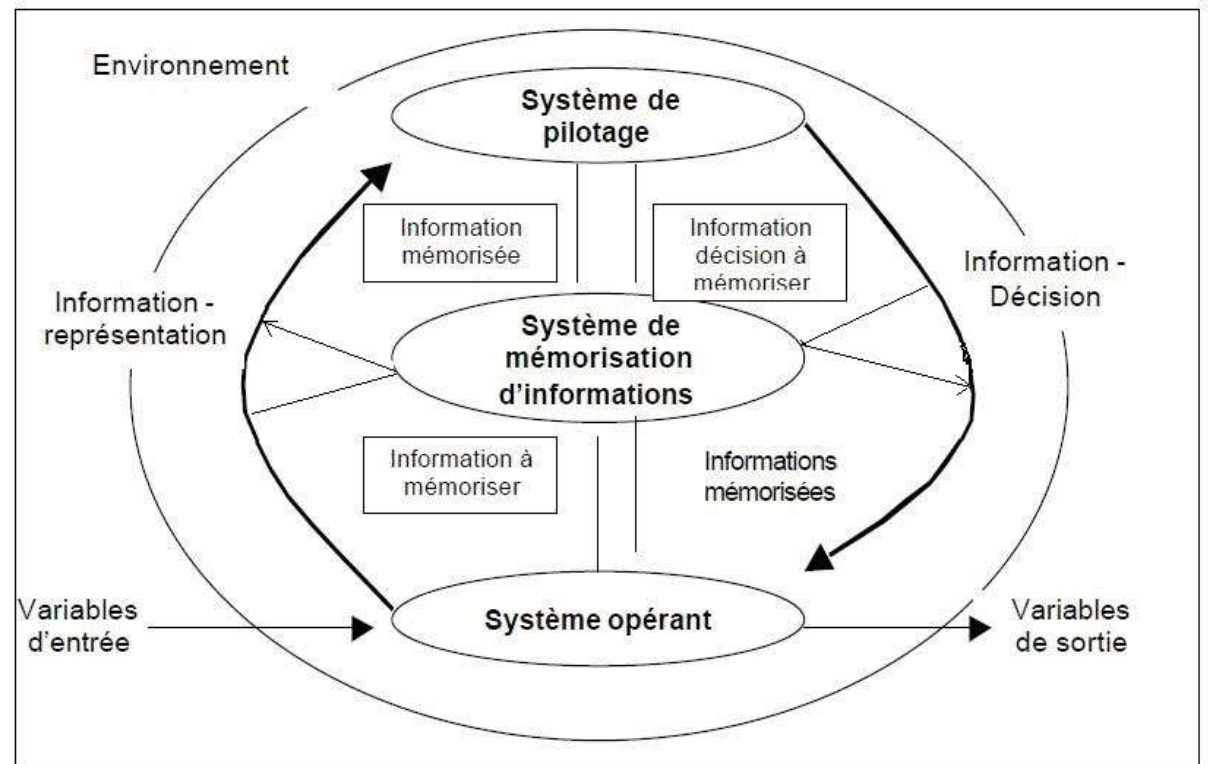 Environnement
Système de
pilotage
Information
mémorisée
Information
décision à
mémoriser
Information -
Décision
Information -
représentation
Système de
mémorisation
d'informations
Information à
mémoriser
Informations
mémorisées
Variables
d'entrée
Système opérant
Variables
de sortie